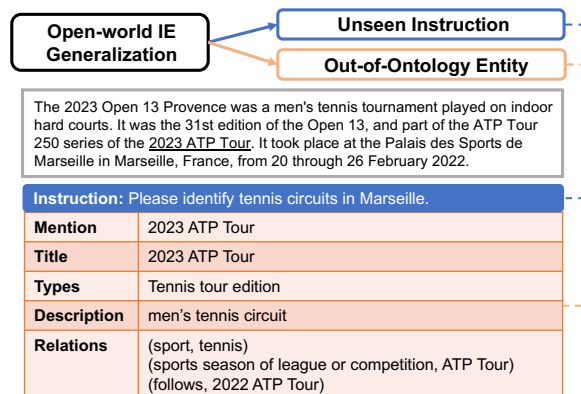 Open-world IE
Generalization
Unseen Instruction
Out-of-Ontology Entity
The 2023 Open 13 Provence was a men's tennis tournament played on indoor
hard courts. It was the 31st edition of the Open 13, and part of the ATP Tour
250 series of the 2023 ATP Tour. It took place at the Palais des Sports de
Marseille in Marseille, France, from 20 through 26 February 2022.
Instruction: Please identify tennis circuits in Marseille.
Mention 2023 ATP Tour
Title 2023 ATP Tour
Types Tennis tour edition
Description men's tennis circuit
Relations (sport, tennis)
(sports season of league or competition, ATP Tour)
(follows, 2022 ATP Tour)